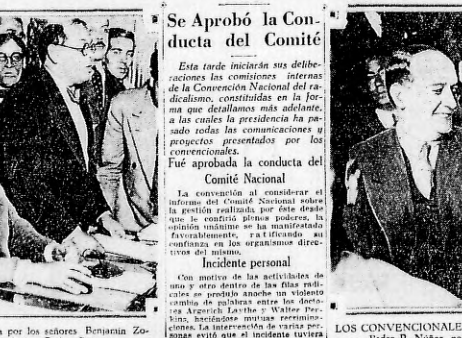 Se Aprobó la Con-
ducta del Comité
Esta tarde iniciarán sus delibe-
raciones las comisiones internas
de la Convención Nacional del ra-
dicalismo, constituídas en la for-
ma que detallamos más adelante,
a las cuales la presidencia ha pa-
sado todas las comunicaciones y
proyectos presentados por los
convencionales.
Fué aprobada la conducta del
Comité Nacional
La convención al considerar el
informe del Comité Nacional sobre
la gestión realizada por éste desde
que le confirió plenos poderes, la
opinión unánime se ha manifestado
favorablemente, ratificando su
confianza en los organismos direc-
tivos del mismo.
Incidente personal
Con motivo de las actividades de
uno y otro dentro de las filas radi-
cales se produjo anoche un violento
cambio de palabras entre los docto-
res Argerich Laythe y Walter Per-
kins, haciéndose mutuas recrimina-
ciones. La intervención de varias per-
sonas evitó que el incidente tuviera
a por los señores Benjamin Zo-
LOS CONVENCIONALE
Pedro R. Núñez